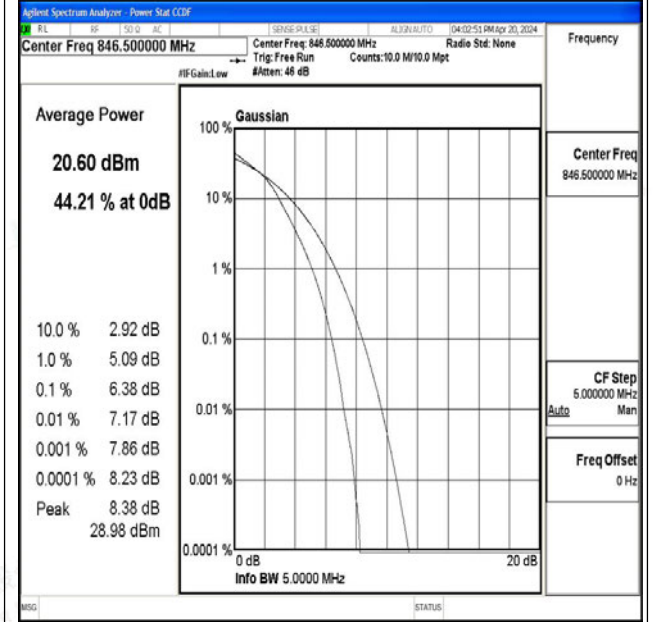 Agilent Spectrum Analyzer - Power Stat CCDF
RL RF 50 Ω AC SENSE:PULSE ALIGN AUTO 04:02:51 PM Apr 20, 2024
Center Freq 846.500000 MHz
Center Freq: 846.500000 MHz Radio Std: None
Trig: Free Run Counts:10.0 M/10.0 Mpt
#IFGain:Low #Atten: 46 dB
Frequency
Average Power
20.60 dBm
44.21 % at 0dB
10.0 % 2.92 dB
1.0 % 5.09 dB
0.1 % 6.38 dB
0.01 % 7.17 dB
0.001 % 7.86 dB
0.0001 % 8.23 dB
Peak 8.38 dB
28.98 dBm
Gaussian
100 %
10 %
1 %
0.1 %
0.01 %
0.001 %
0.0001 %
0 dB 20 dB
Info BW 5.0000 MHz
Center Freq
846.500000 MHz
CF Step
5.000000 MHz
Auto Man
Freq Offset
0 Hz
MSG STATUS